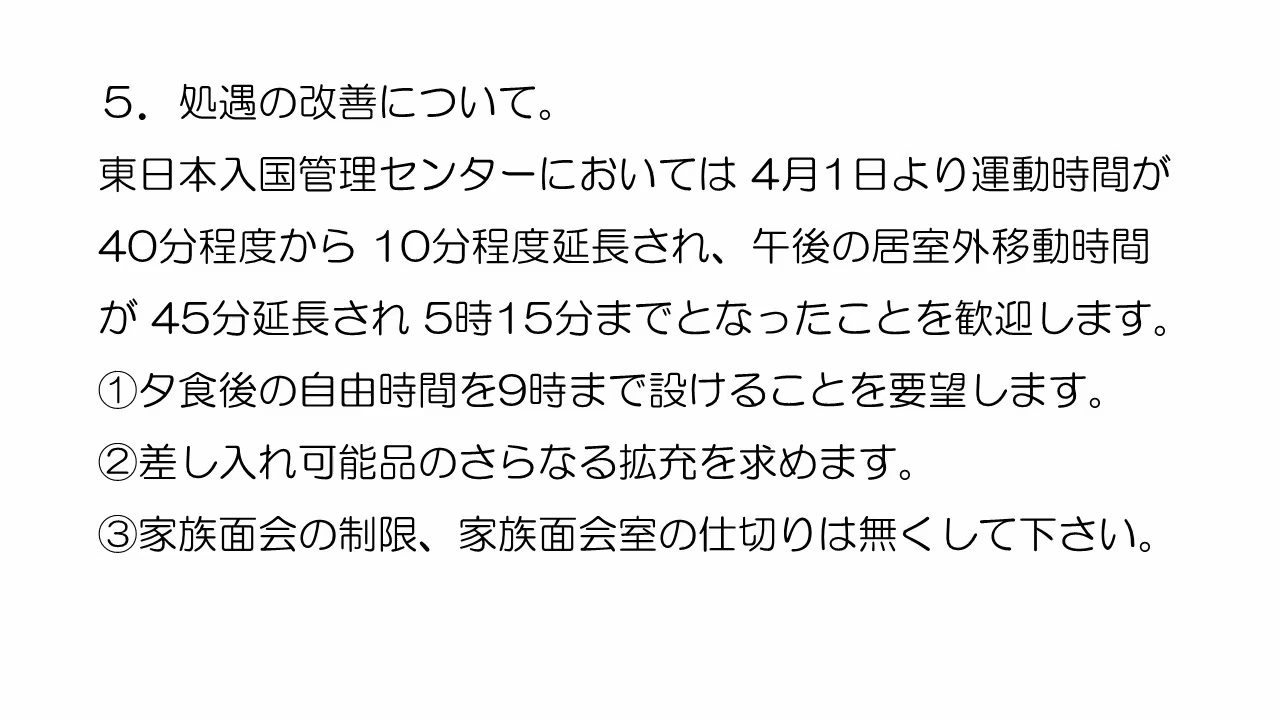 ５．処遇の改善について。
東日本入国管理センターにおいては 4月1日より運動時間が
40分程度から 10分程度延長され、午後の居室外移動時間
が 45分延長され 5時15分までとなったことを歓迎します。
①夕食後の自由時間を9時まで設けることを要望します。
②差し入れ可能品のさらなる拡充を求めます。
③家族面会の制限、家族面会室の仕切りは無くして下さい。